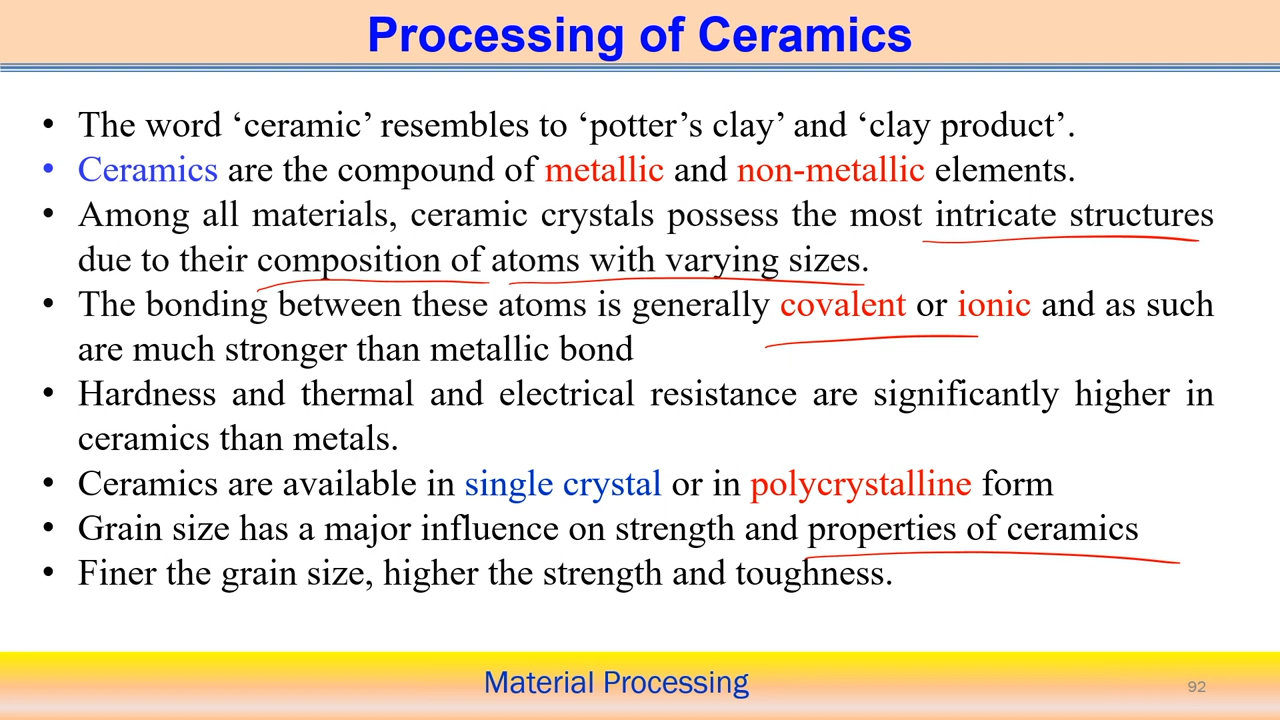 Processing of Ceramics
• The word ‘ceramic’ resembles to ‘potter’s clay’ and ‘clay product’.
• Ceramics are the compound of metallic and non-metallic elements.
• Among all materials, ceramic crystals possess the most intricate structures
due to their composition of atoms with varying sizes.
• The bonding between these atoms is generally covalent or ionic and as such
are much stronger than metallic bond
• Hardness and thermal and electrical resistance are significantly higher in
ceramics than metals.
• Ceramics are available in single crystal or in polycrystalline form
• Grain size has a major influence on strength and properties of ceramics
• Finer the grain size, higher the strength and toughness.
Material Processing
92